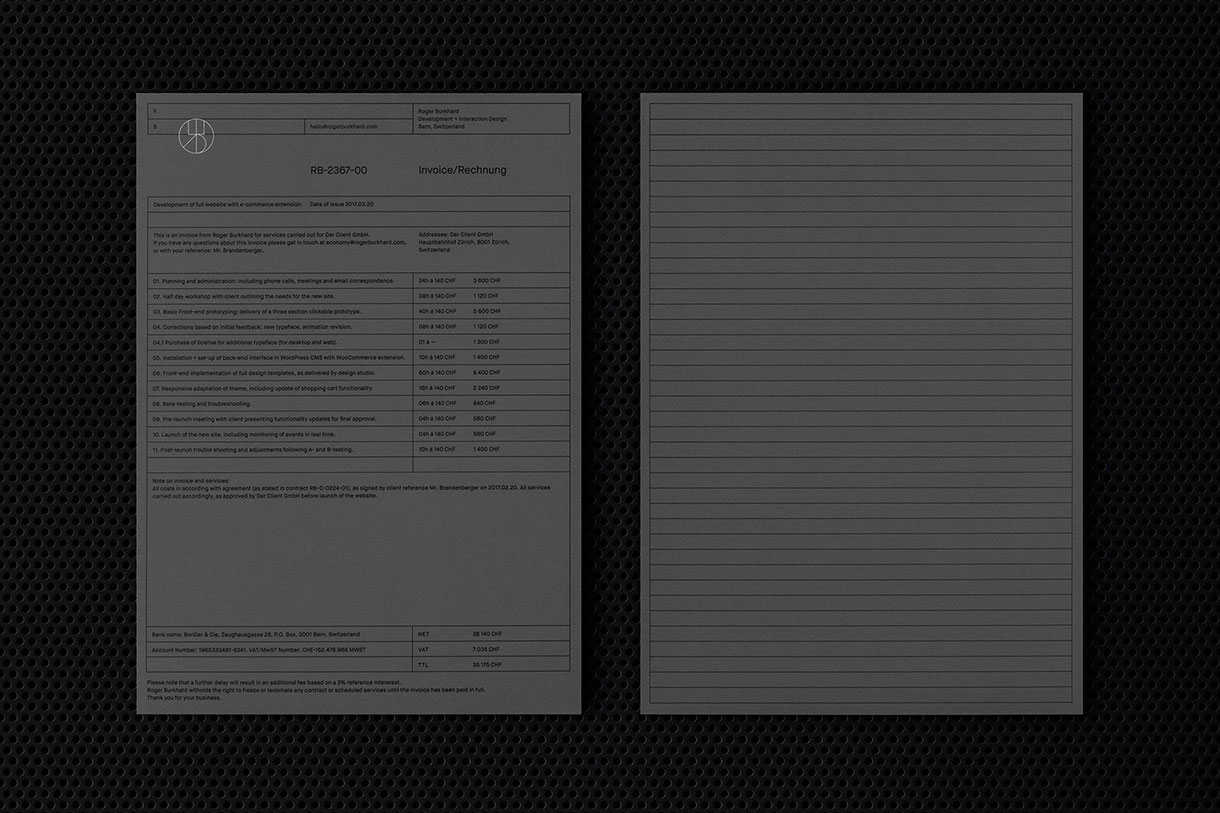 R
Roger Burkhard
Development + Interaction Design
B
hello@rogerburkhard.com
Bern, Switzerland
RB-2367-00
Invoice/Rechnung
Development of full website with e-commerce extension.
Date of issue 2017.03.20
This is an invoice from Roger Burkhard for services carried out for Der Client GmbH.
If you have any questions about this invoice please get in touch at economy@rogerburkhard.com,
or with your reference: Mr. Brandenberger.
Addressee: Der Client GmbH
Hauptbahnhof Zürich, 8001 Zürich,
Switzerland
01. Planning and administration: including phone calls, meetings and email correspondence. 24h à 140 CHF 3 600 CHF
02. Half day workshop with client outlining the needs for the new site. 08h à 140 CHF 1 120 CHF
03. Basic Front-end prototyping; delivery of a three section clickable prototype. 40h à 140 CHF 5 600 CHF
04. Corrections based on initial feedback: new typeface, animation revision. 08h à 140 CHF 1 120 CHF
04.1 Purchase of license for additional typeface (for desktop and web). 01 à — 1 300 CHF
05. Installation + set-up of back-end interface in WordPress CMS with WooCommerce extension. 10h à 140 CHF 1 400 CHF
06. Front-end implementation of full design templates, as delivered by design studio. 60h à 140 CHF 8 400 CHF
07. Responsive adaptation of theme, including update of shopping cart functionality. 16h à 140 CHF 2 240 CHF
08. Beta-testing and troubleshooting. 06h à 140 CHF 840 CHF
09. Pre-launch meeting with client presenting functionality updates for final approval. 04h à 140 CHF 560 CHF
10. Launch of the new site, including monitoring of events in real time. 04h à 140 CHF 560 CHF
11. Post-launch trouble shooting and adjustments following A- and B-testing. 10h à 140 CHF 1 400 CHF
Note on invoice and services:
All costs in according with agreement (as stated in contract RB-C-0224-01), as signed by client reference Mr. Brandenberger on 2017.02.20. All services
carried out accordingly, as approved by Der Client GmbH before launch of the website.
Bank name: Bordier & Cie, Zeughausgasse 28, P.O. Box, 3001 Bern, Switzerland NET 28 140 CHF
Account Number: 1965333491-6241. VAT/MwST Number: CHE-152.476.968 MWST VAT 7 035 CHF
TTL 35 175 CHF
Please note that a further delay will result in an additional fee based on a 3% reference intererest.
Roger Burkhard witholds the right to freeze or terminate any contract or scheduled services until the invoice has been paid in full.
Thank you for your business.